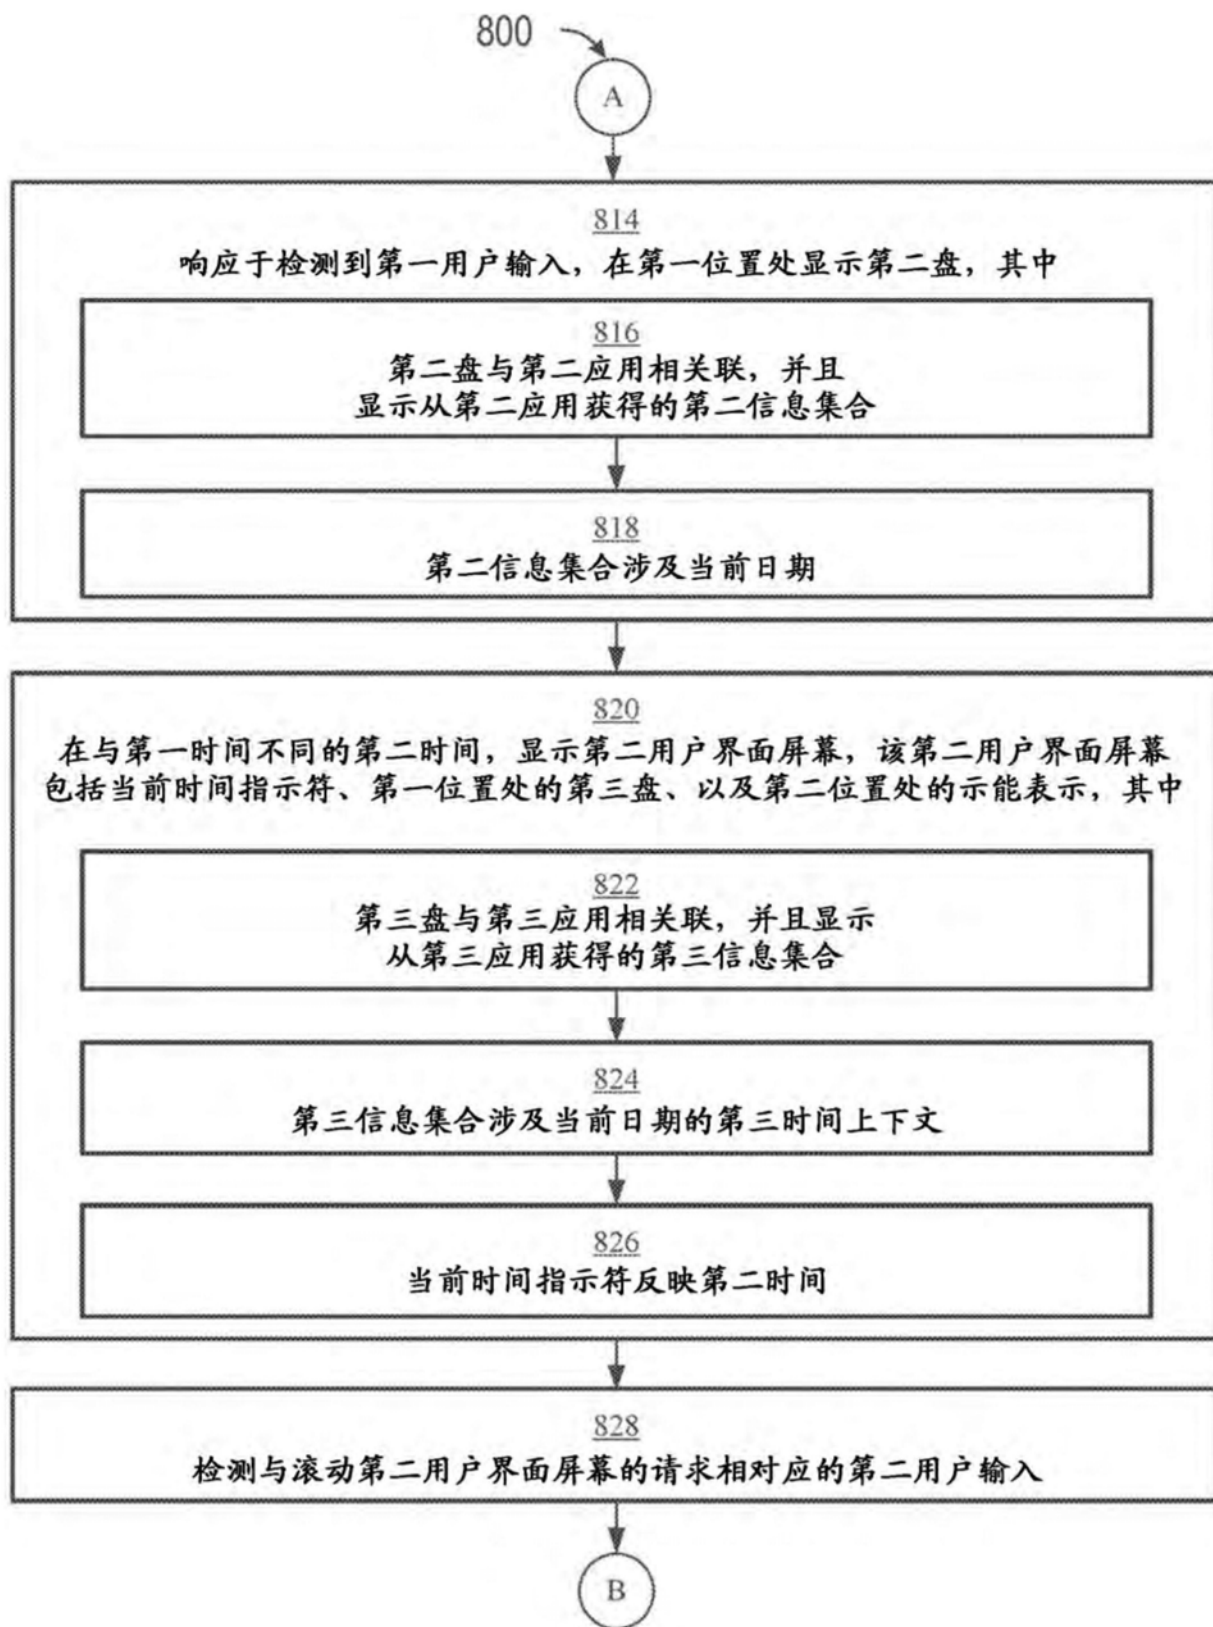 800
A
814
响应于检测到第一用户输入，在第一位置处显示第二盘，其中
816
第二盘与第二应用相关联，并且
显示从第二应用获得的第二信息集合
818
第二信息集合涉及当前日期
820
在与第一时间不同的第二时间，显示第二用户界面屏幕，该第二用户界面屏幕
包括当前时间指示符、第一位置处的第三盘、以及第二位置处的示能表示，其中
822
第三盘与第三应用相关联，并且显示
从第三应用获得的第三信息集合
824
第三信息集合涉及当前日期的第三时间上下文
826
当前时间指示符反映第二时间
828
检测与滚动第二用户界面屏幕的请求相对应的第二用户输入
B